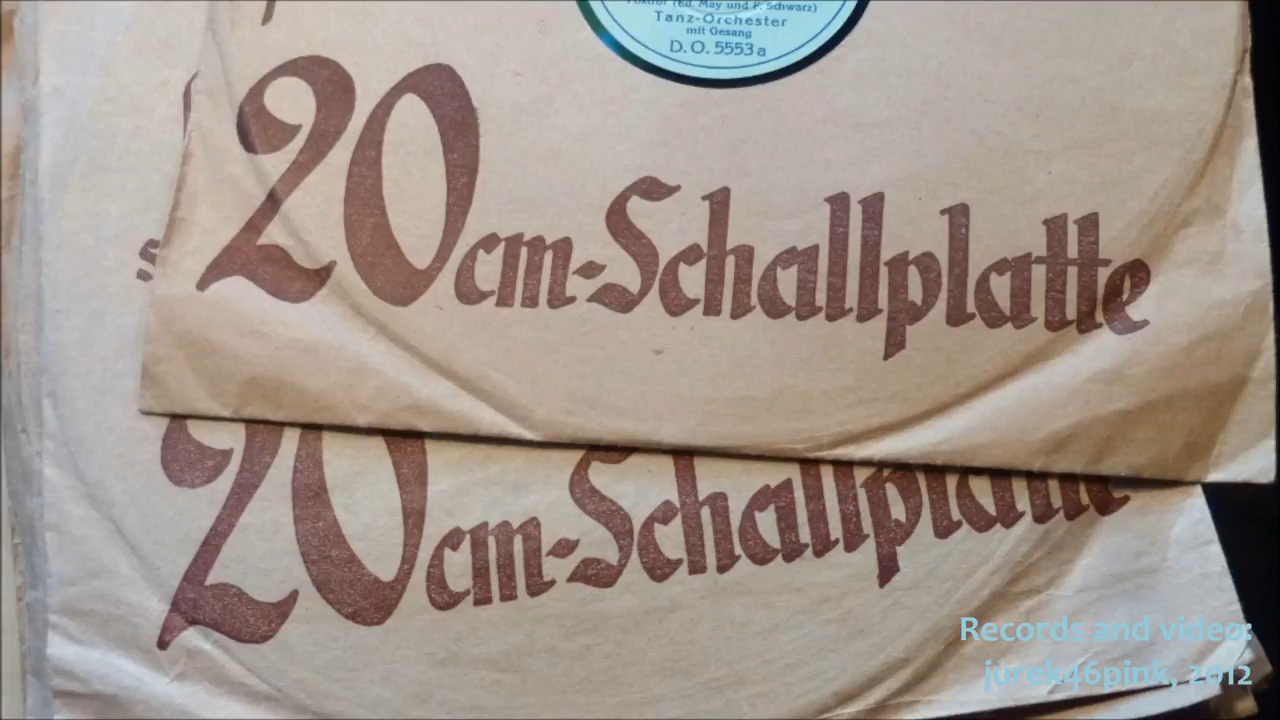 Foxtrot (Ed. May und F. Schwarz)
Tanz-Orchester
mit Gesang
D. O. 5553 a
20 cm-Schallplatte
20 cm-Schallplatte
Records and video:
jurek46pink, 2012